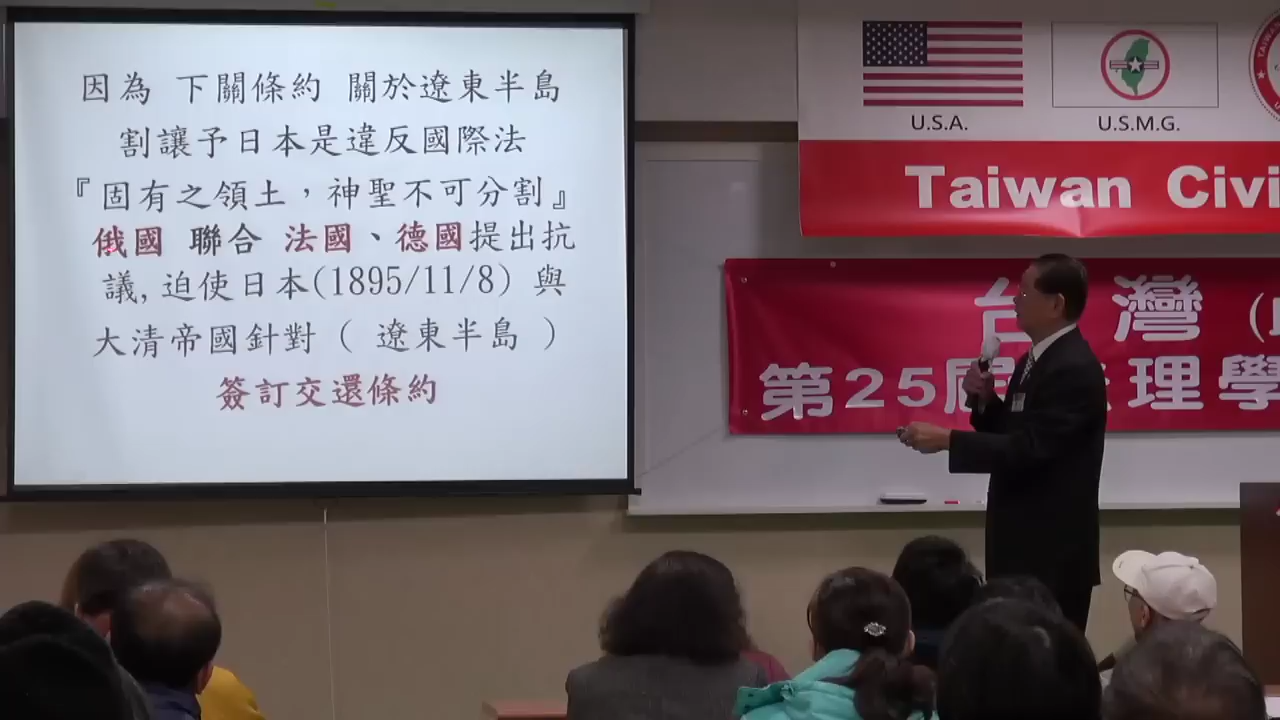 因為 下關條約 關於遼東半島
割讓予日本是違反國際法
『固有之領土，神聖不可分割』
俄國 聯合 法國、德國提出抗
議,迫使日本(1895/11/8) 與
大清帝國針對 ( 遼東半島 )
簽訂交還條約
U.S.A.
U.S.M.G.
Taiwan Civi
台灣
第25屆 理學